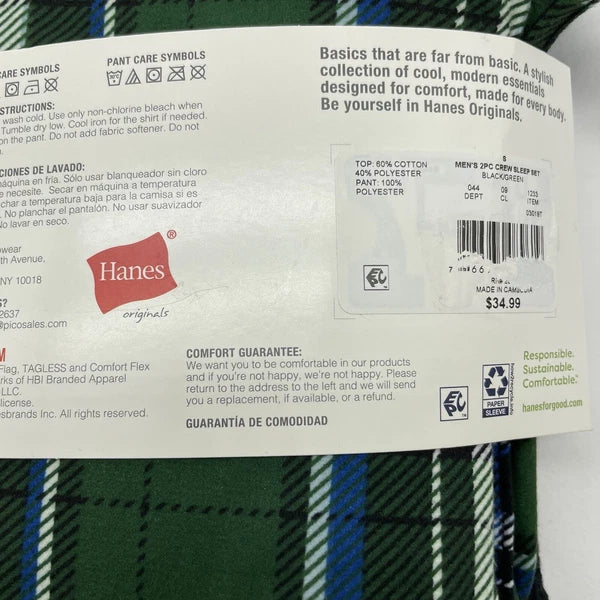 CARE SYMBOLS
PANT CARE SYMBOLS
wash cold. Use only non-chlorine bleach when
Tumble dry low. Cool iron for the shirt if needed.
on the pant. Do not add fabric softener. Do not
CIONES DE LAVADO:
máquina en fría. Sólo usar blanqueador sin cloro
necesite. Secar en máquina a temperatura
char a temperatura baja para la camisa si es
No planchar el pantalón. No usar suavizador
No lavar en seco.
th Avenue,
NY 10018
2637
@picosales.com
Flag, TAGLESS and Comfort Flex
rks of HBI Branded Apparel
LLC.
license.
esbrands Inc. All rights reserved.
Hanes®
originals
Basics that are far from basic. A stylish
collection of cool, modern essentials
designed for comfort, made for every body.
Be yourself in Hanes Originals.
S
MEN'S 2PC CREW SLEEP SET
BLACK/GREEN
TOP: 60% COTTON
40% POLYESTER
PANT: 100%
POLYESTER
044 09 1255
DEPT CL ITEM
03019T
MADE IN CAMBODIA
$34.99
COMFORT GUARANTEE:
We want you to be comfortable in our products
and if you're not happy, we're not happy. Please
return to the address to the left and we will send
you a replacement, if available, or a refund.
GUARANTÍA DE COMODIDAD
how2recycle.info
PAPER
SLEEVE
Responsible.
Sustainable.
Comfortable.™
hanesforgood.com